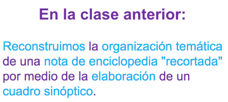 En la clase anterior:
Reconstruimos la organización temática
de una nota de enciclopedia "recortada"
por medio de la elaboración de un
cuadro sinóptico.